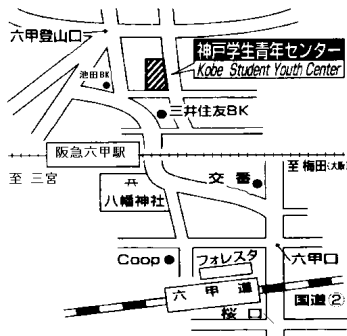 六甲登山口
神戸学生青年センター
Kobe Student Youth Center
池田BK
三井住友BK
阪急六甲駅
至 三宮
至 梅田(大阪)
八幡神社
交番
Coop
フォレスタ
六甲口
六甲道
国道②
桜口